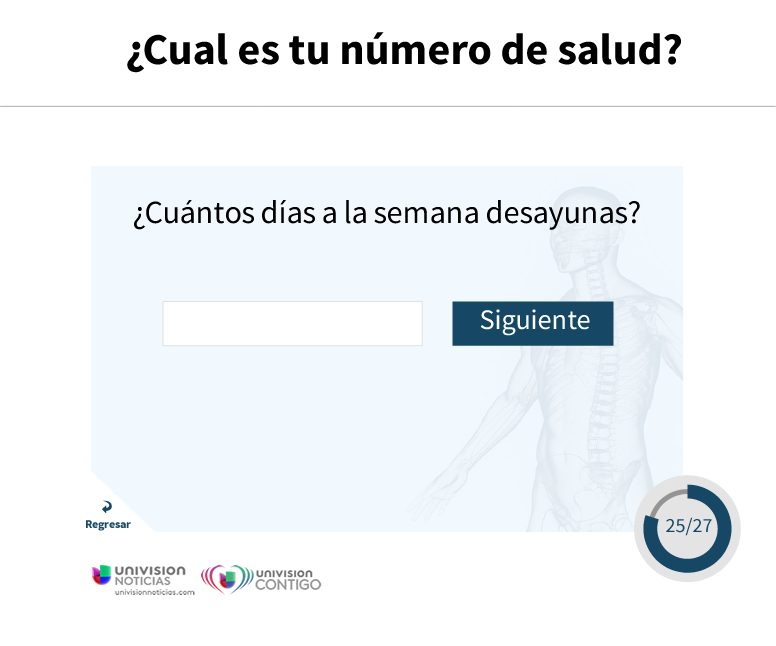 ¿Cual es tu número de salud?
¿Cuántos días a la semana desayunas?
Siguiente
Regresar
25/27
UNIVISION
NOTICIAS
univisionnoticias.com
UNIVISION
CONTIGO